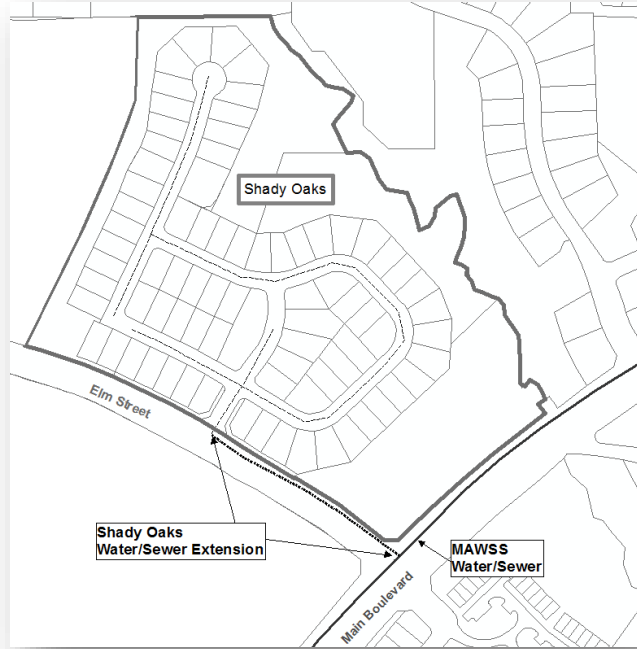 Shady Oaks
Elm Street
Shady Oaks
Water/Sewer Extension
MAWSS
Water/Sewer
Main Boulevard